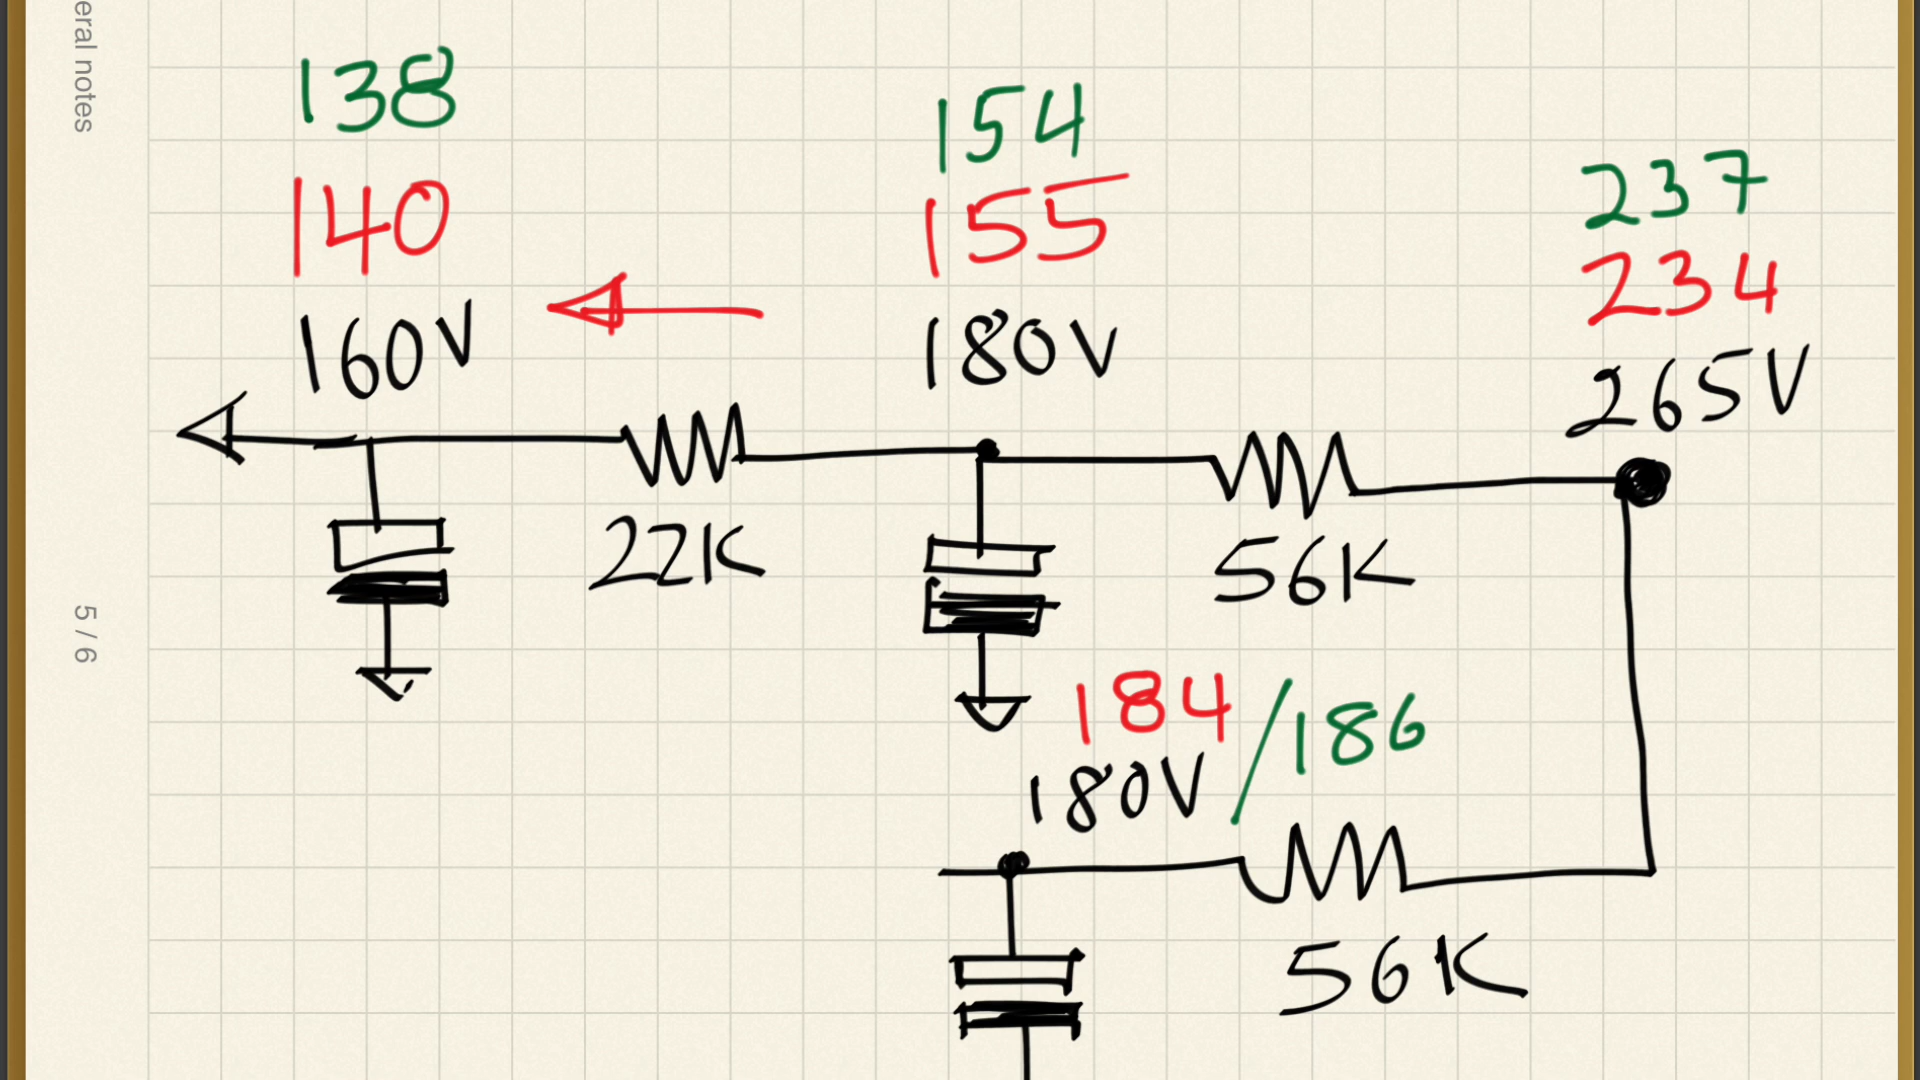 eral notes
5 / 6
138
140
160V
154
155
180V
237
234
265V
22K
56K
184 / 186
180V
56K